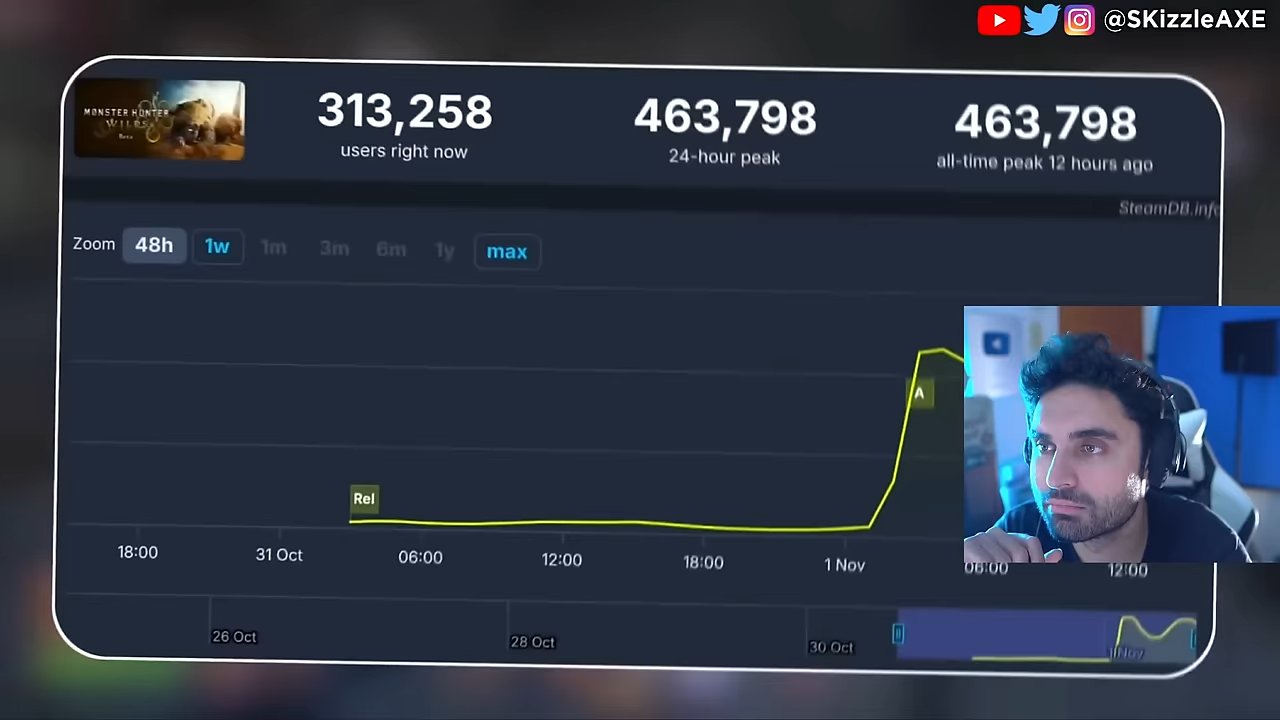 @SKizzleAXE
MONSTER HUNTER
WILDS
Beta
313,258
users right now
463,798
24-hour peak
463,798
all-time peak 12 hours ago
SteamDB.info
Zoom 48h 1w 1m 3m 6m 1y max
A
Rel
18:00 31 Oct 06:00 12:00 18:00 1 Nov 06:00 12:00
26 Oct 28 Oct 30 Oct 1 Nov